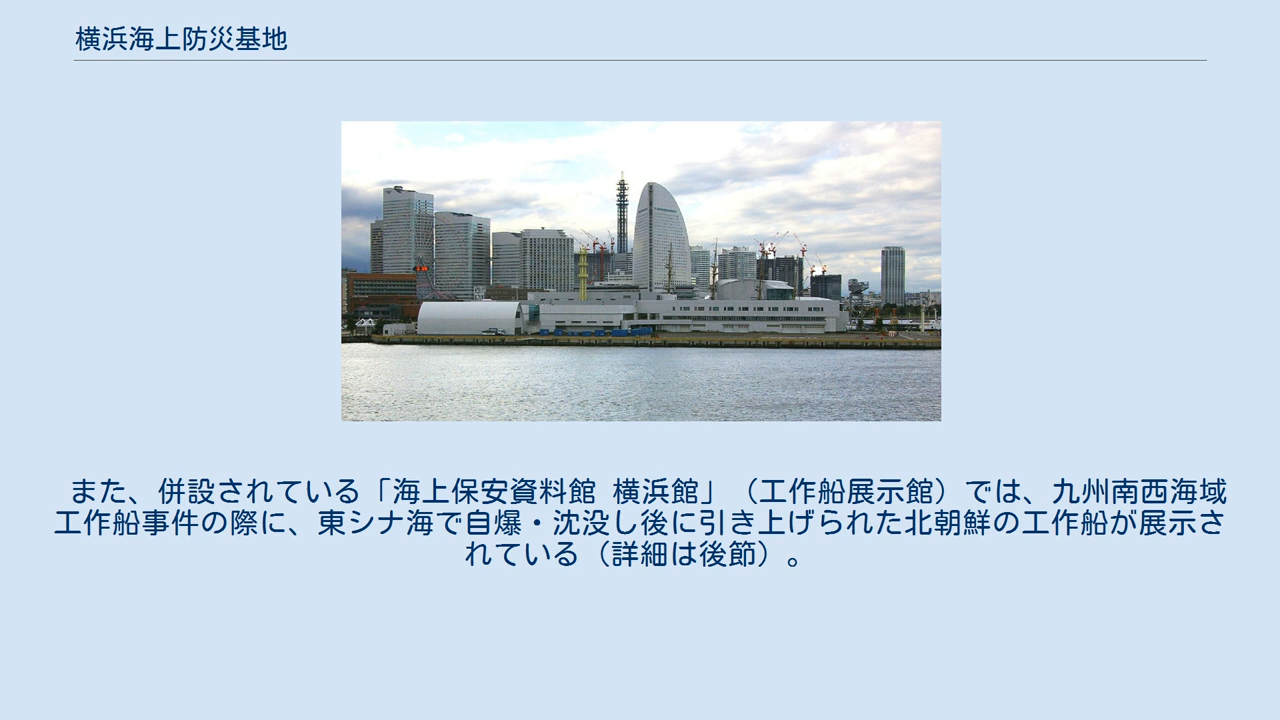 横浜海上防災基地
また、併設されている「海上保安資料館 横浜館」（工作船展示館）では、九州南西海域
工作船事件の際に、東シナ海で自爆・沈没し後に引き上げられた北朝鮮の工作船が展示さ
れている（詳細は後節）。